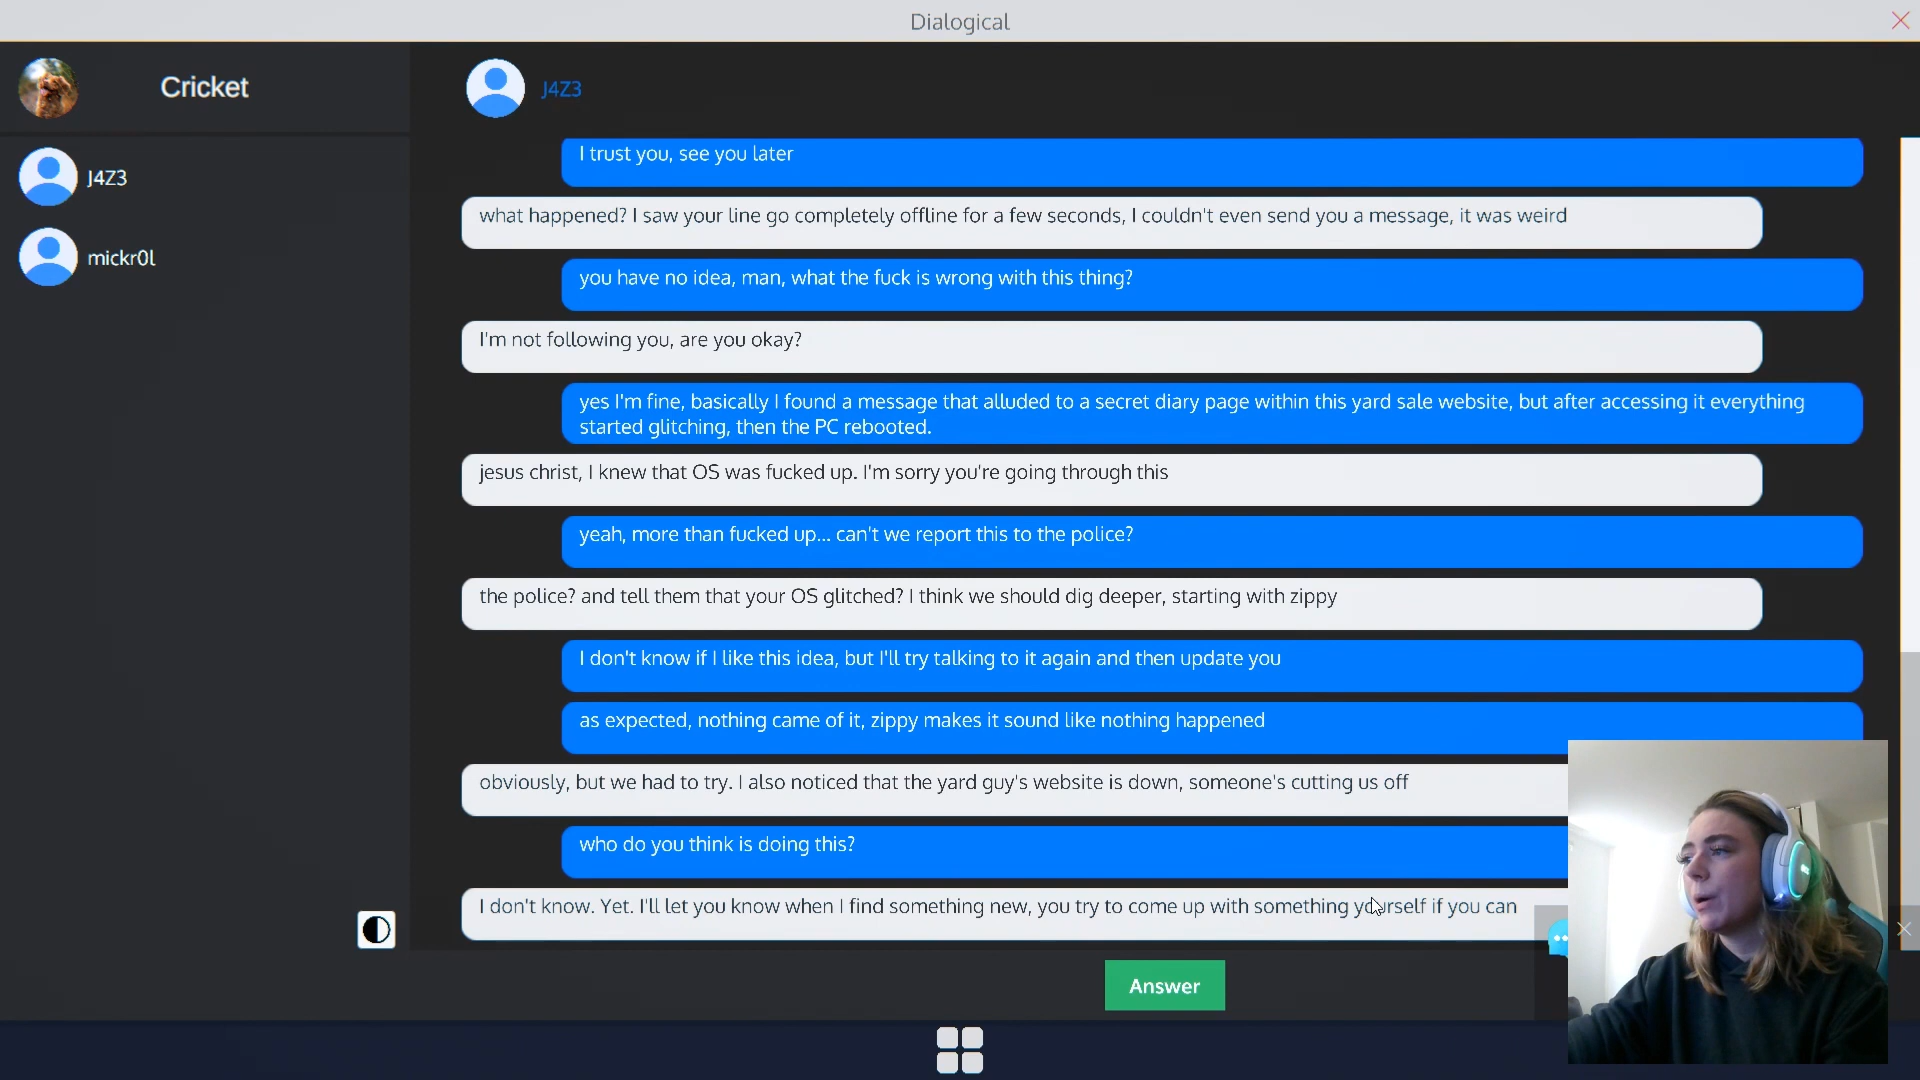 Dialogical
Cricket
J4Z3
J4Z3
mickr0l
I trust you, see you later
what happened? I saw your line go completely offline for a few seconds, I couldn't even send you a message, it was weird
you have no idea, man, what the fuck is wrong with this thing?
I'm not following you, are you okay?
yes I'm fine, basically I found a message that alluded to a secret diary page within this yard sale website, but after accessing it everything
started glitching, then the PC rebooted.
jesus christ, I knew that OS was fucked up. I'm sorry you're going through this
yeah, more than fucked up... can't we report this to the police?
the police? and tell them that your OS glitched? I think we should dig deeper, starting with zippy
I don't know if I like this idea, but I'll try talking to it again and then update you
as expected, nothing came of it, zippy makes it sound like nothing happened
obviously, but we had to try. I also noticed that the yard guy's website is down, someone's cutting us off
who do you think is doing this?
I don't know. Yet. I'll let you know when I find something new, you try to come up with something yourself if you can
Answer